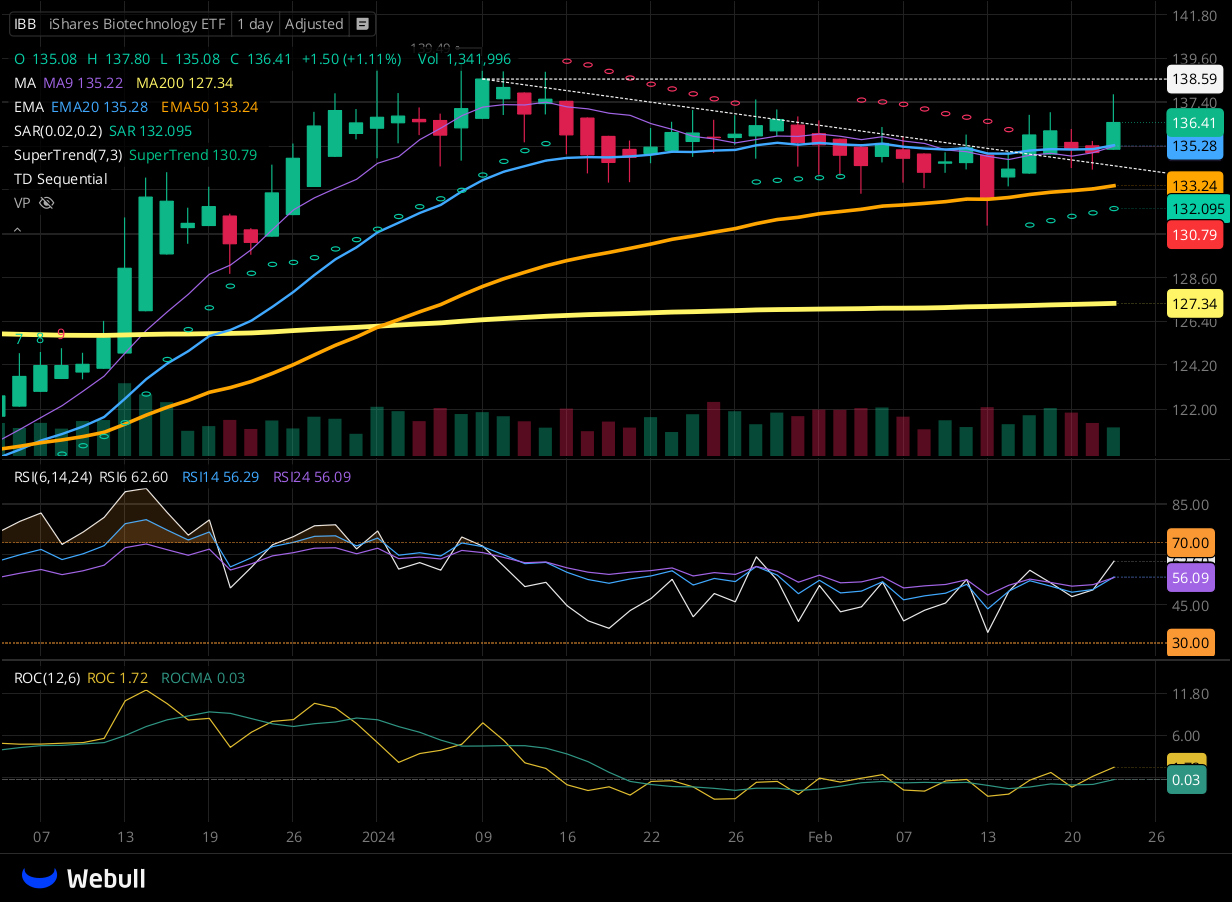 IBB iShares Biotechnology ETF 1 day Adjusted
O 135.08 H 137.80 L 135.08 C 136.41 +1.50 (+1.11%) Vol 1,341,996
MA MA9 135.22 MA200 127.34
EMA EMA20 135.28 EMA50 133.24
SAR(0.02,0.2) SAR 132.095
SuperTrend(7,3) SuperTrend 130.79
TD Sequential
VP
7 8 9
141.80
139.60
138.59
137.40
136.41
135.28
133.24
132.095
130.79
128.60
127.34
126.40
124.20
122.00
RSI(6,14,24) RSI6 62.60 RSI14 56.29 RSI24 56.09
85.00
70.00
56.09
45.00
30.00
ROC(12,6) ROC 1.72 ROCMA 0.03
11.80
6.00
0.03
07 13 19 26 2024 09 16 22 26 Feb 07 13 20 26
Webull